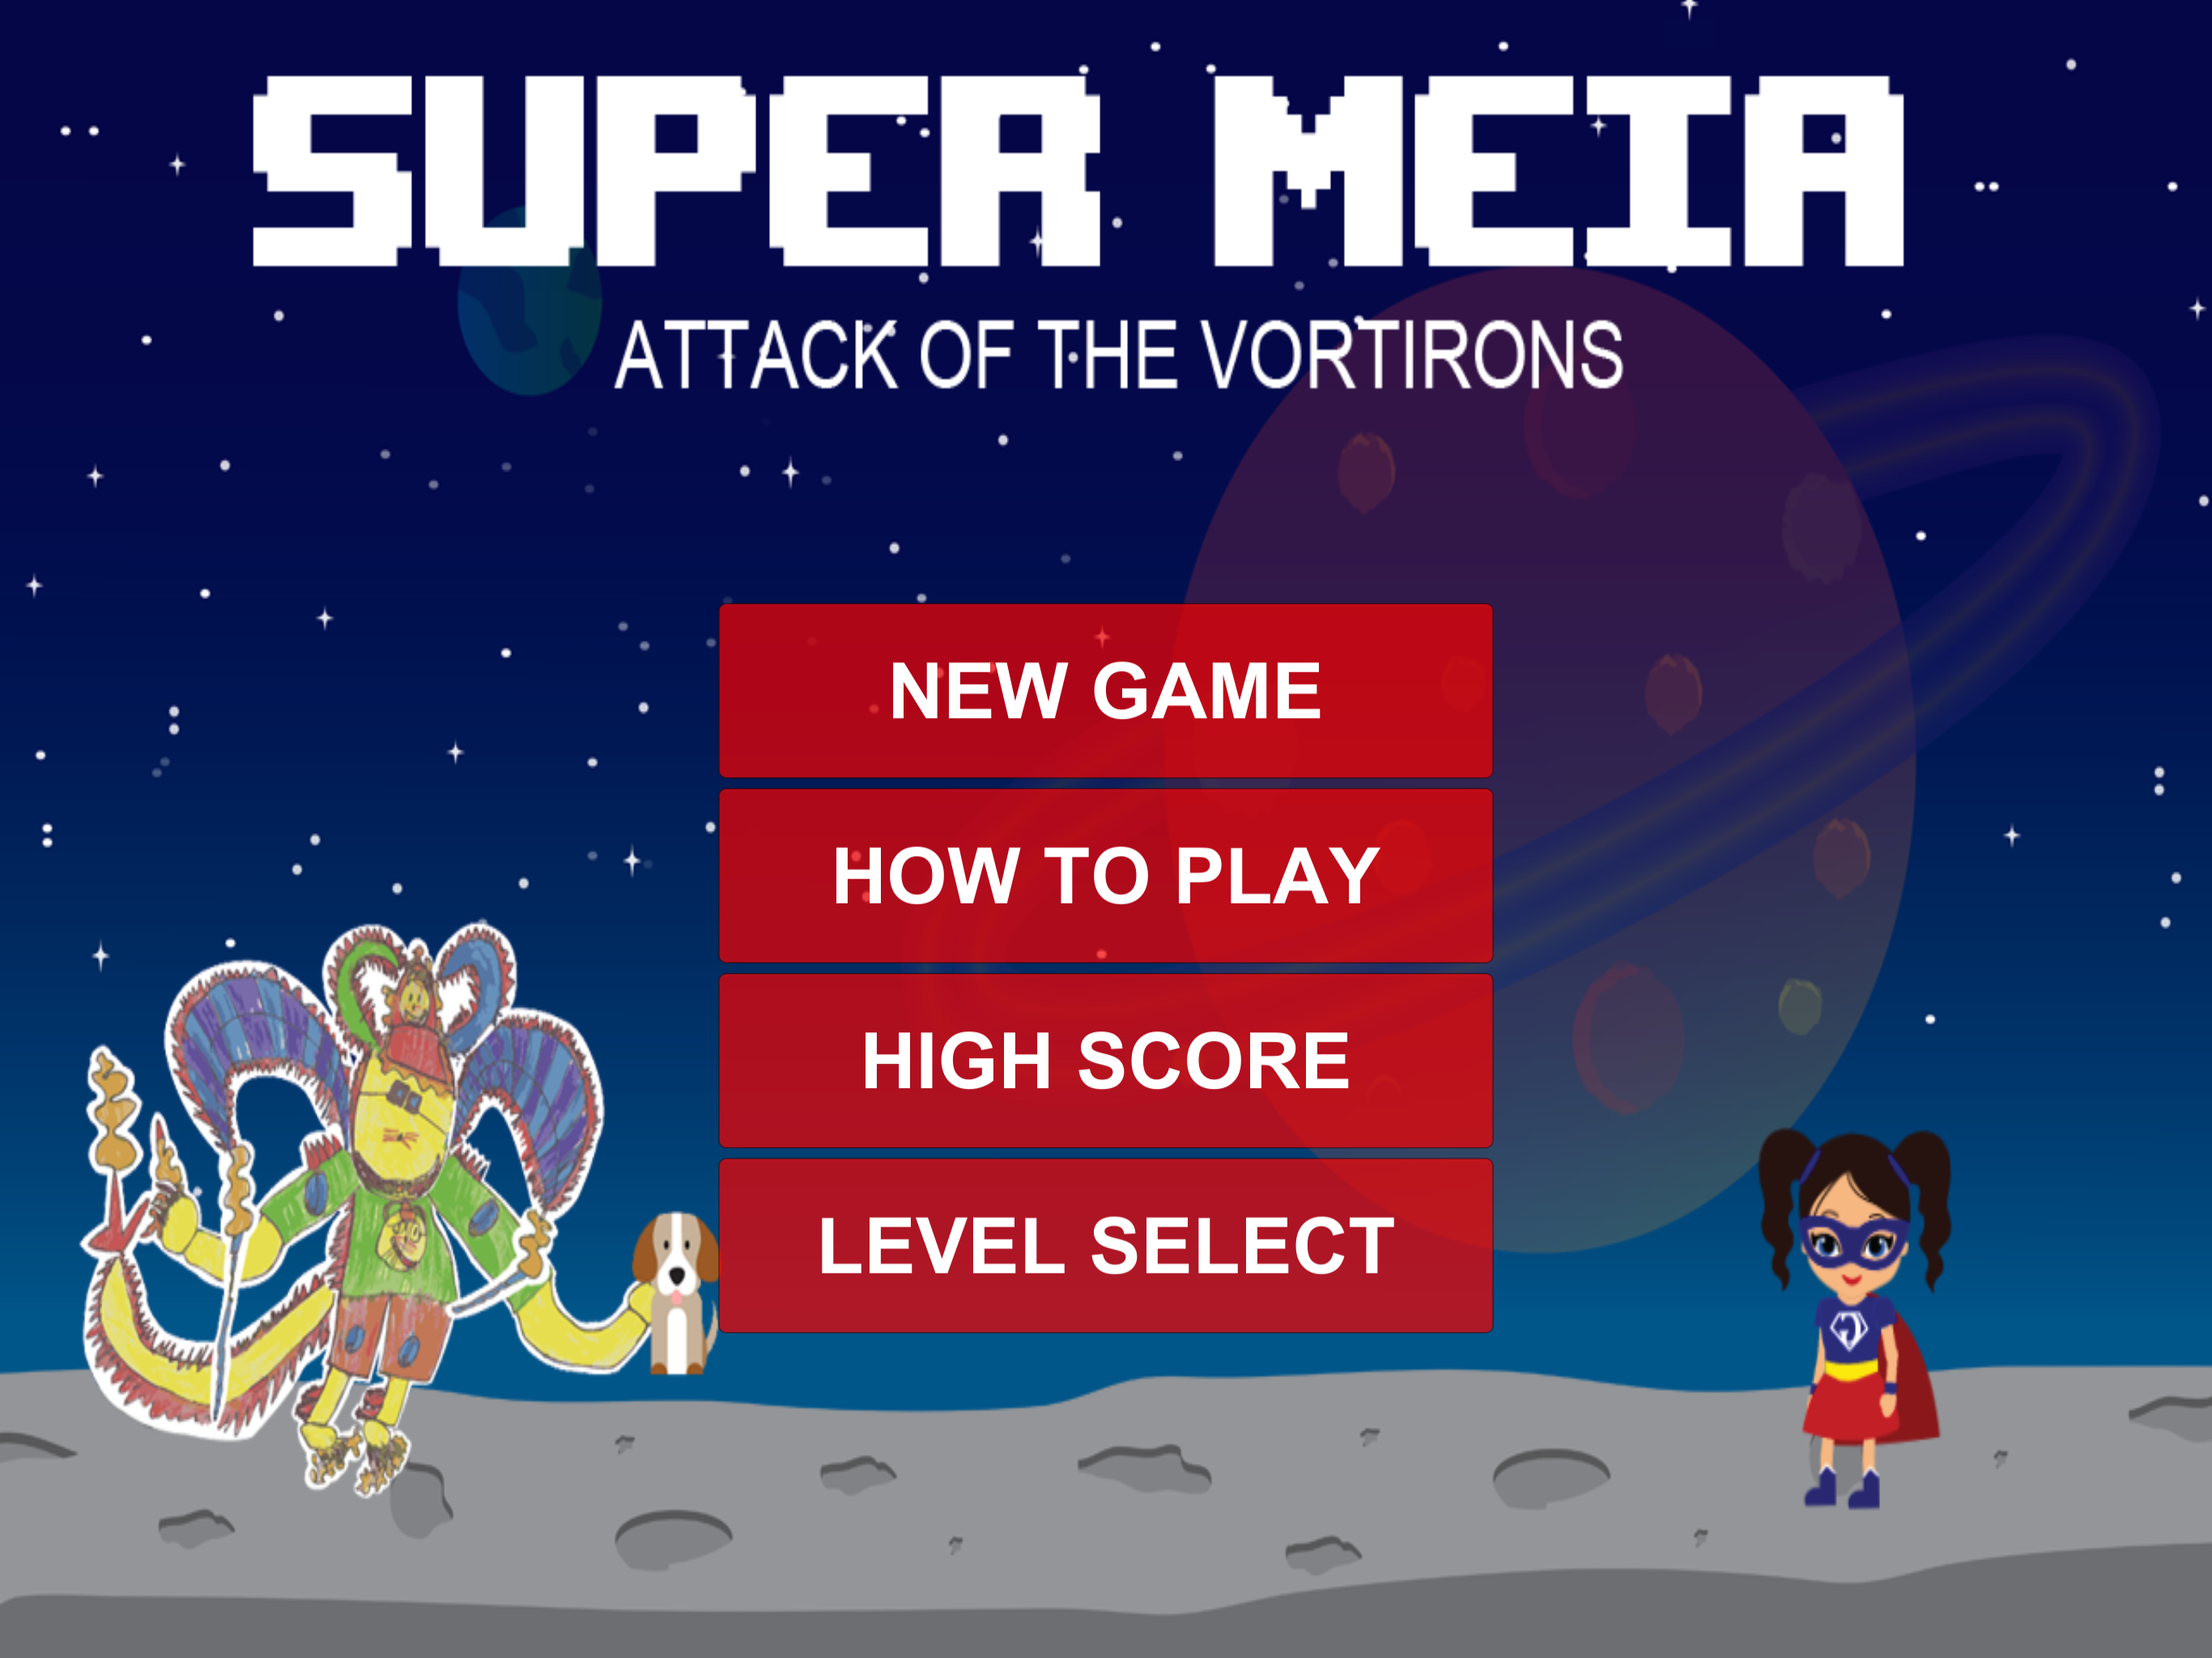 SUPER MEIA
ATTACK OF THE VORTIRONS
NEW GAME
HOW TO PLAY
HIGH SCORE
LEVEL SELECT